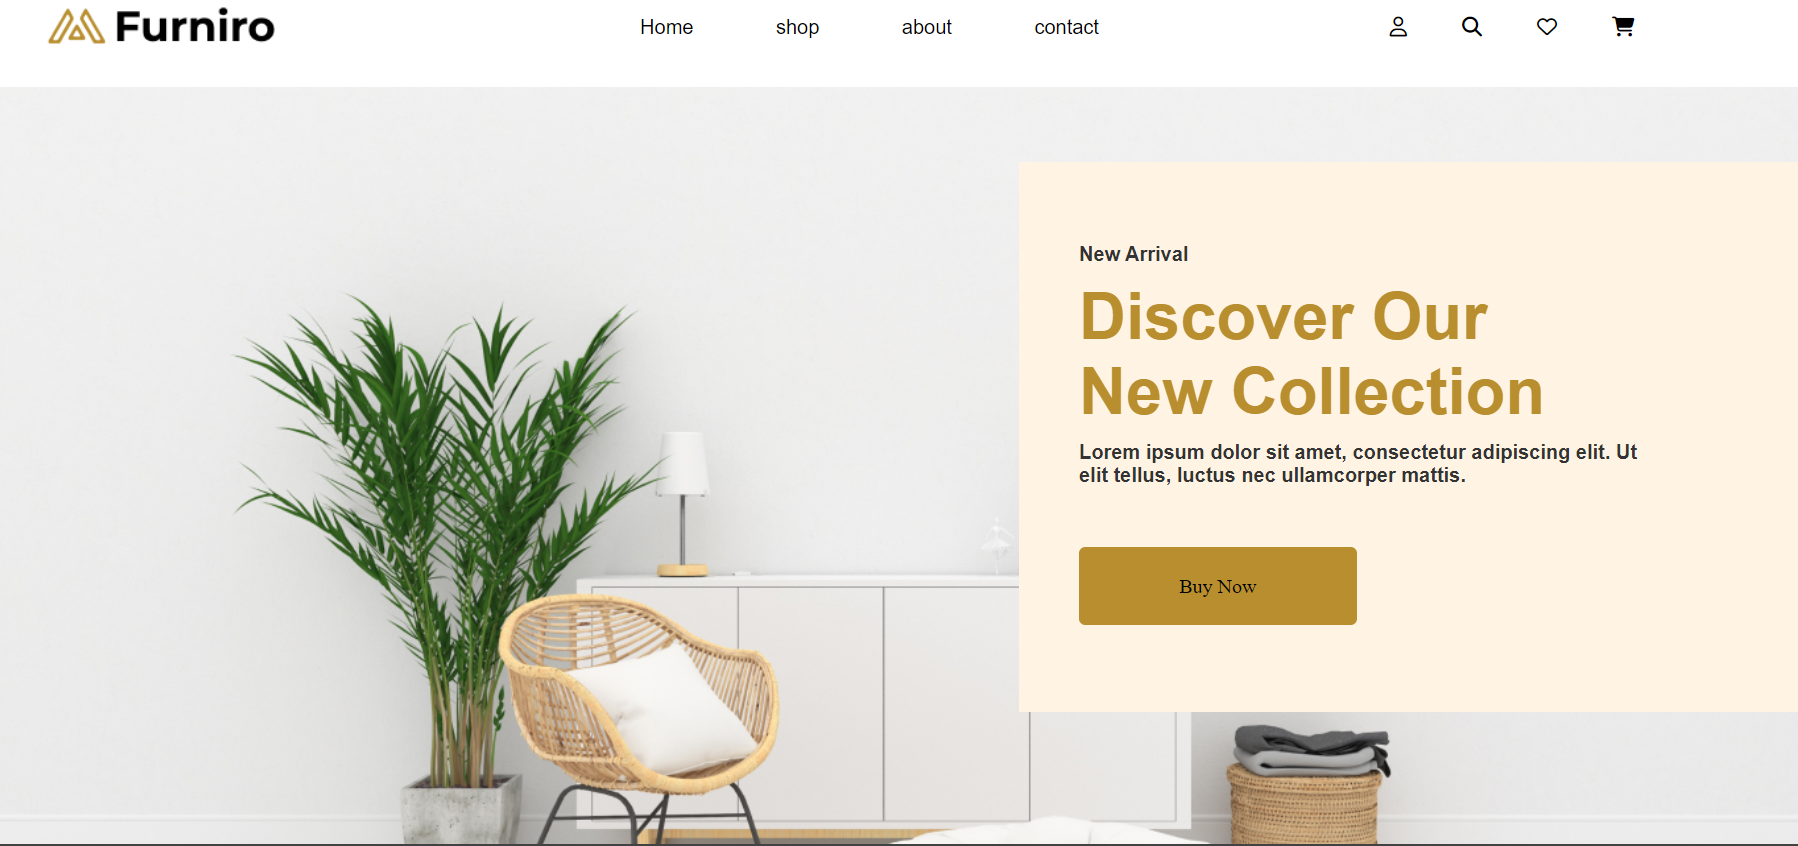 Furniro
Home shop about contact
New Arrival
Discover Our
New Collection
Lorem ipsum dolor sit amet, consectetur adipiscing elit. Ut
elit tellus, luctus nec ullamcorper mattis.
Buy Now